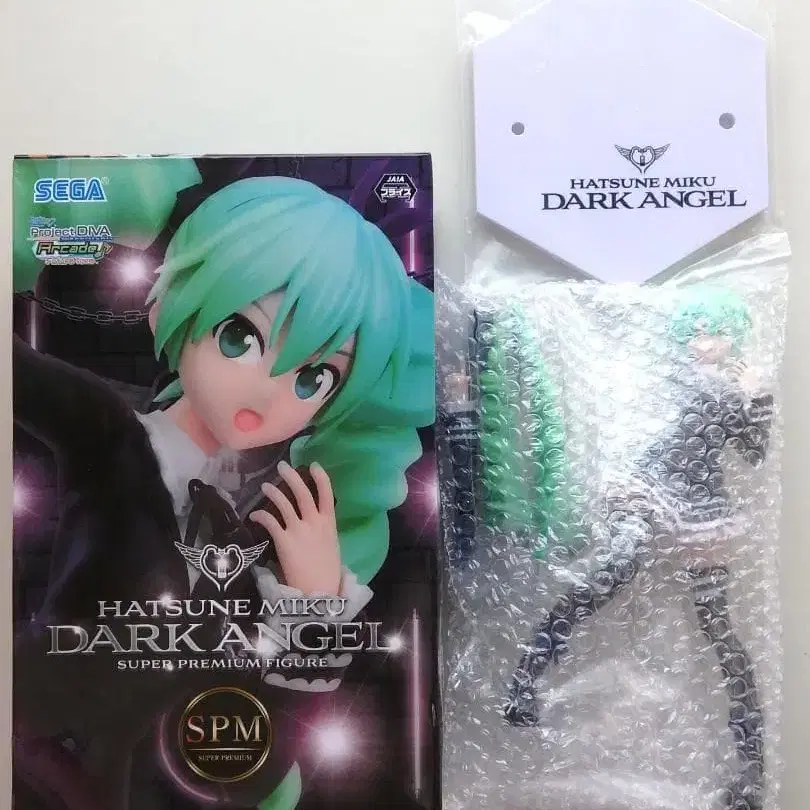 SEGA
JAIA
プライズ
Project DIVA
Arcade
HATSUNE MIKU
DARK ANGEL
SUPER PREMIUM FIGURE
SPM
SUPER PREMIUM
HATSUNE MIKU
DARK ANGEL